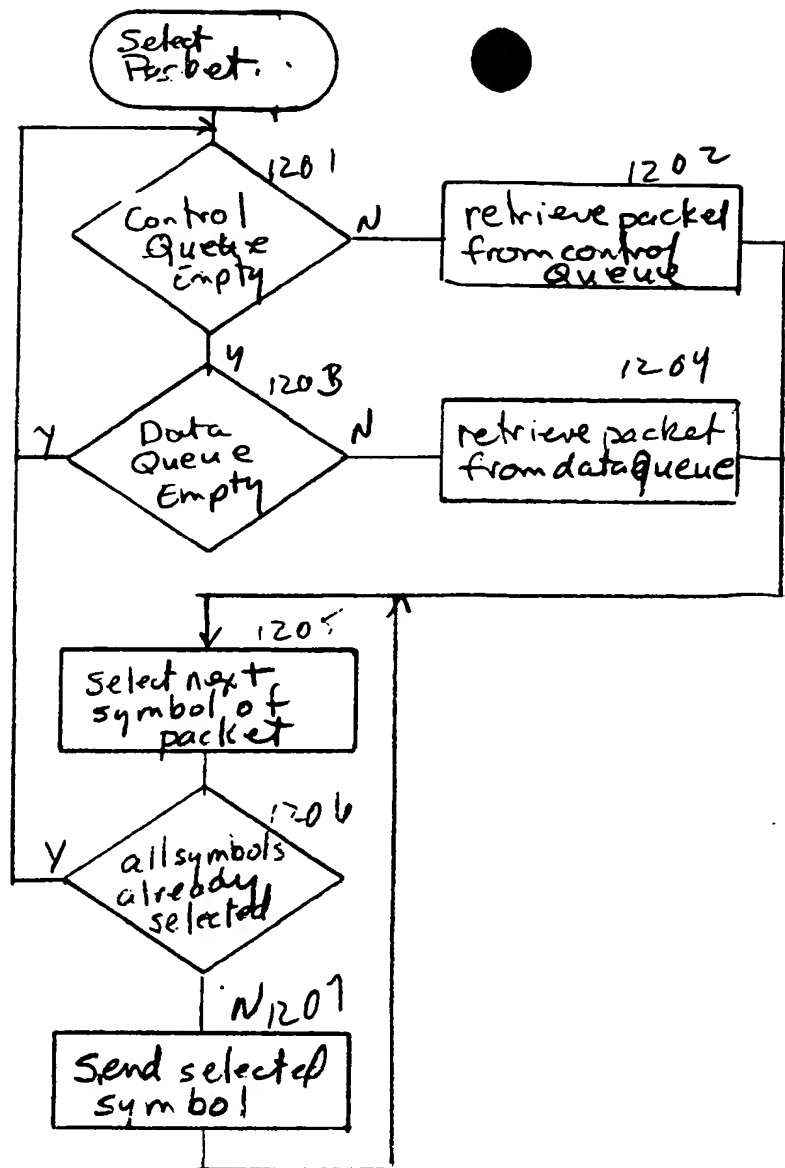 Select
Packet.
1201
Control
Queue
Empty
N
1202
retrieve packet
from control
Queue
Y
1203
Data
Queue
Empty
Y
N
1204
retrieve packet
from data Queue
1205
select next
symbol of
packet
1206
all symbols
already
selected
Y
N 1207
Send selected
symbol